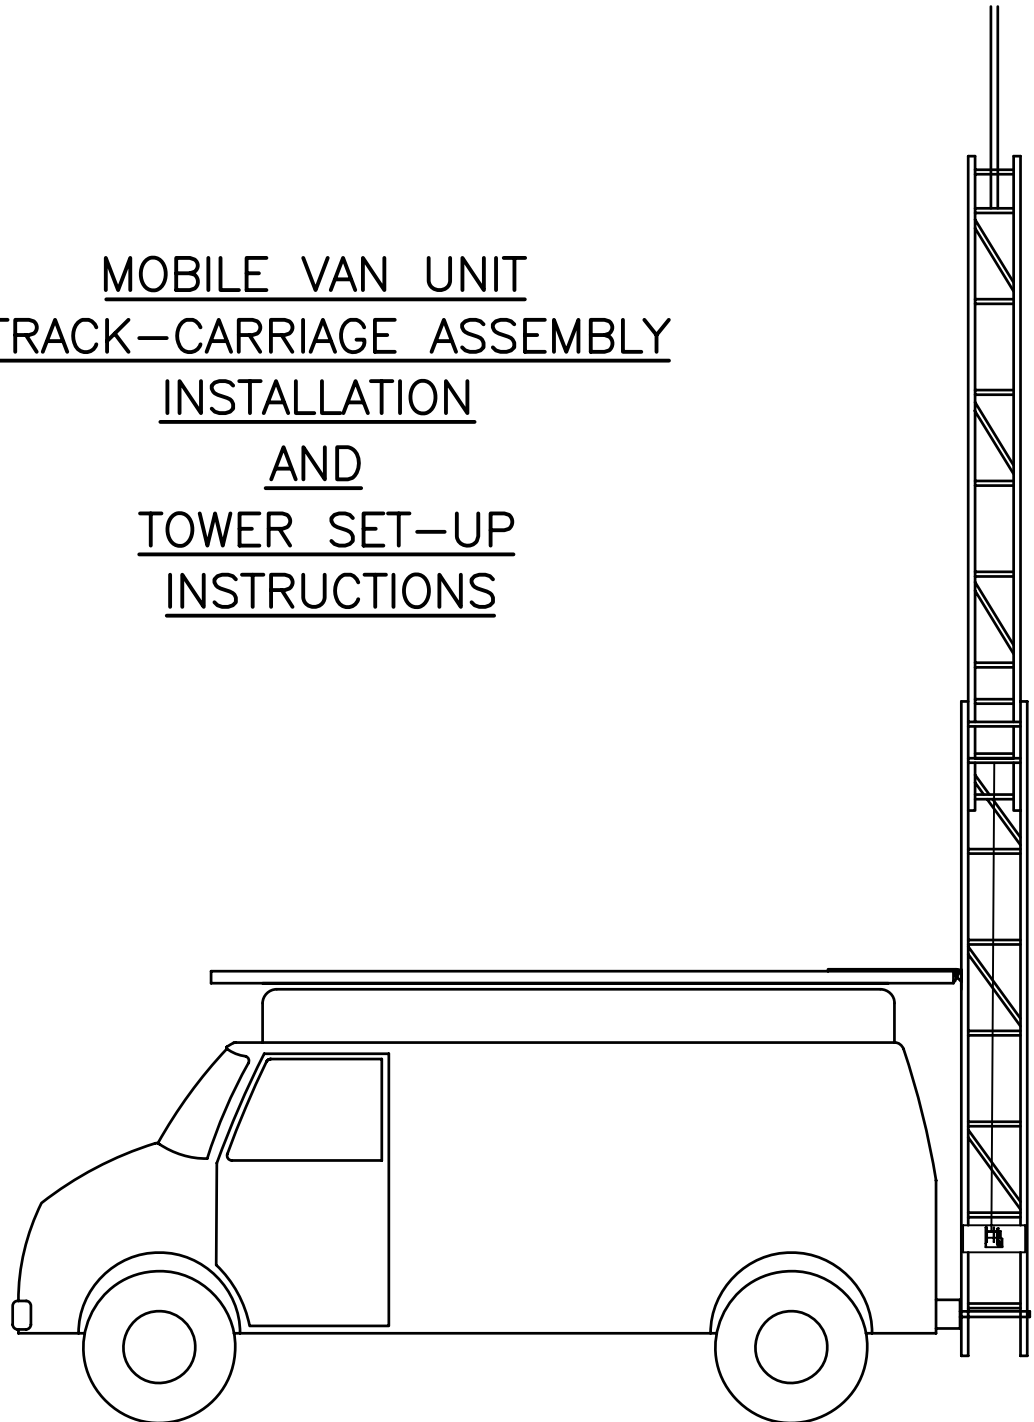 MOBILE VAN UNIT
TRACK-CARRIAGE ASSEMBLY
INSTALLATION
AND
TOWER SET-UP
INSTRUCTIONS